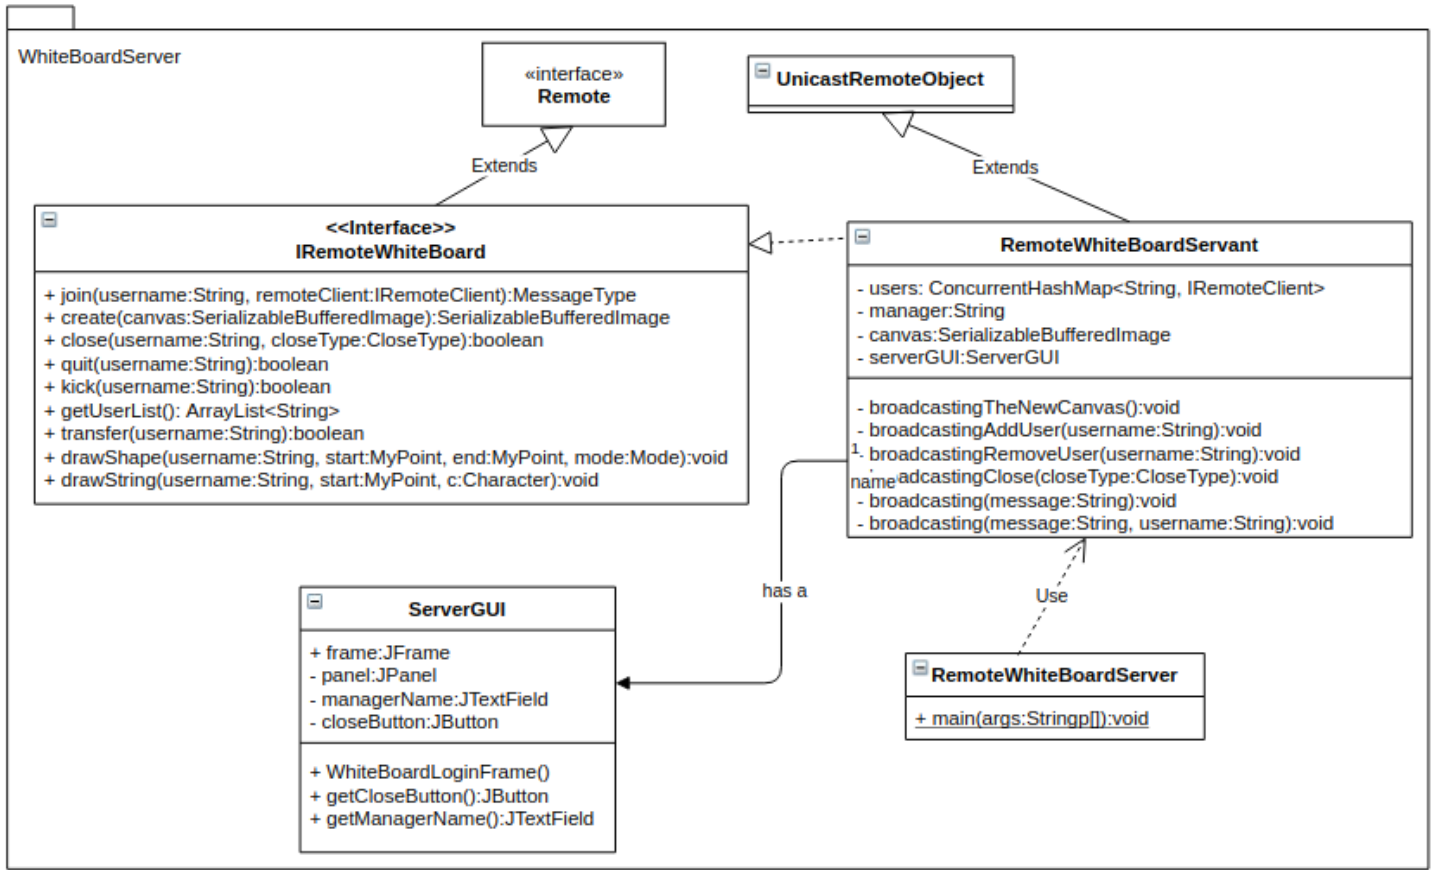 WhiteBoardServer
«interface»
Remote
UnicastRemoteObject
Extends
Extends
<<Interface>>
IRemoteWhiteBoard
+ join(username:String, remoteClient:IRemoteClient):MessageType
+ create(canvas:SerializableBufferedImage):SerializableBufferedImage
+ close(username:String, closeType:CloseType):boolean
+ quit(username:String):boolean
+ kick(username:String):boolean
+ getUserList(): ArrayList<String>
+ transfer(username:String):boolean
+ drawShape(username:String, start:MyPoint, end:MyPoint, mode:Mode):void
+ drawString(username:String, start:MyPoint, c:Character):void
RemoteWhiteBoardServant
- users: ConcurrentHashMap<String, IRemoteClient>
- manager:String
- canvas:SerializableBufferedImage
- serverGUI:ServerGUI
- broadcastingTheNewCanvas():void
- broadcastingAddUser(username:String):void
1
- broadcastingRemoveUser(username:String):void
name
adcastingClose(closeType:CloseType):void
- broadcasting(message:String):void
- broadcasting(message:String, username:String):void
has a
Use
ServerGUI
+ frame:JFrame
- panel:JPanel
- managerName:JTextField
- closeButton:JButton
+ WhiteBoardLoginFrame()
+ getCloseButton():JButton
+ getManagerName():JTextField
RemoteWhiteBoardServer
+ main(args:Stringp[]):void